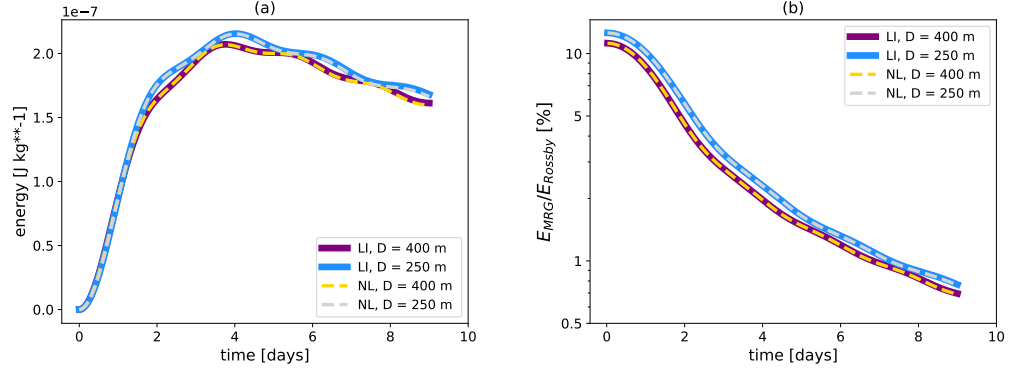 (a)
1e−7
energy [J kg**-1]
2.0
1.5
1.0
0.5
0.0
0
2
4
6
8
10
time [days]
LI, D = 400 m
LI, D = 250 m
NL, D = 400 m
NL, D = 250 m
(b)
E_MRG/E_Rossby [%]
10
5
1
0.5
0
2
4
6
8
10
time [days]
LI, D = 400 m
LI, D = 250 m
NL, D = 400 m
NL, D = 250 m